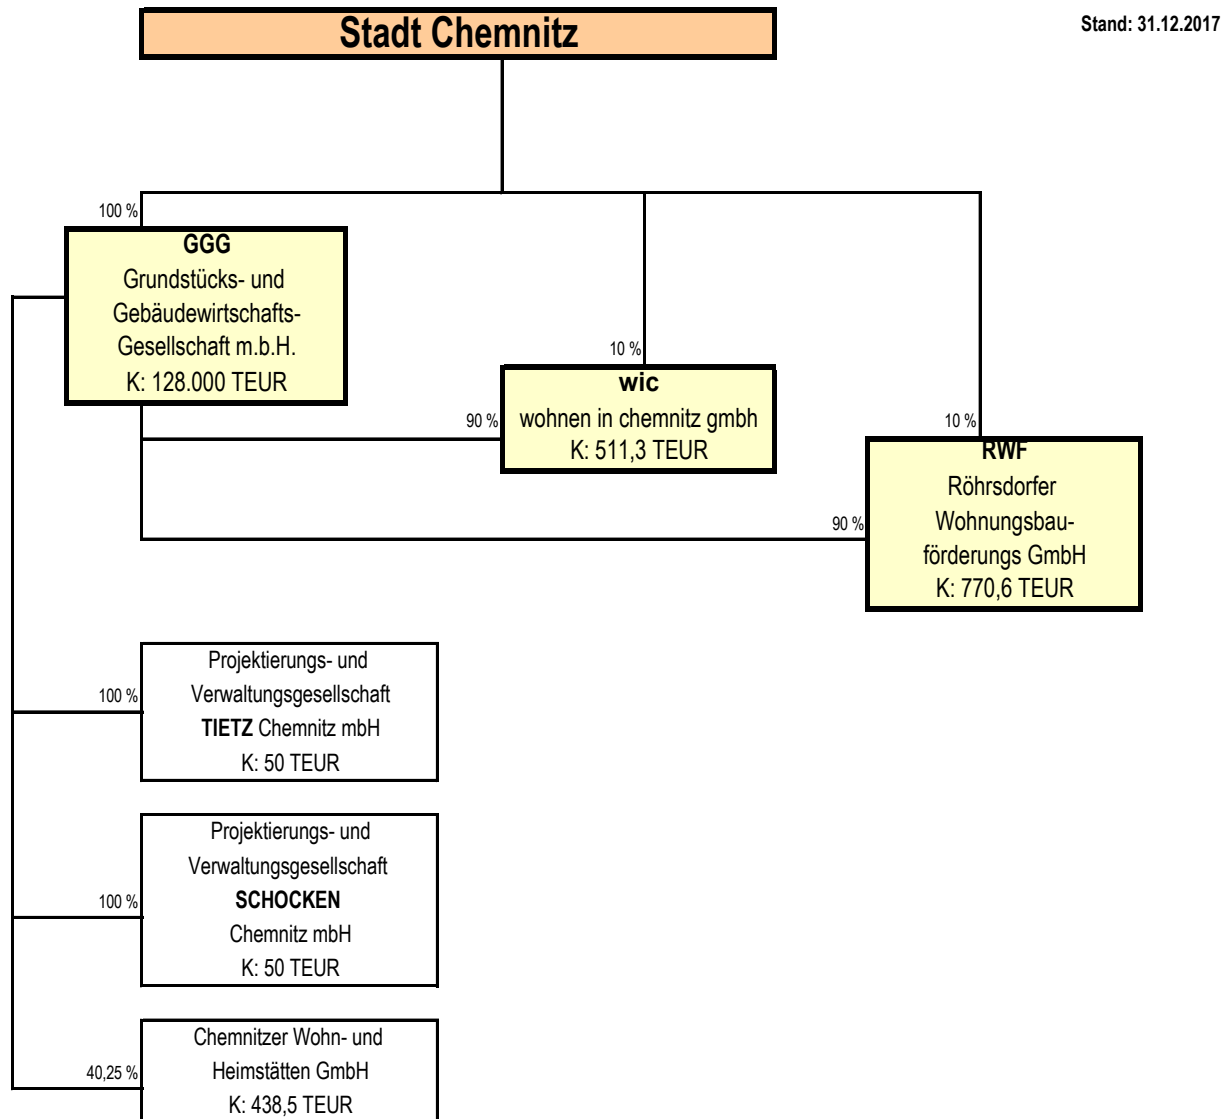 Stadt Chemnitz
Stand: 31.12.2017
100 %
GGG
Grundstücks- und
Gebäudewirtschafts-
Gesellschaft m.b.H.
K: 128.000 TEUR
10 %
90 %
wic
wohnen in chemnitz gmbh
K: 511,3 TEUR
10 %
90 %
RWF
Röhrsdorfer
Wohnungsbau-
förderungs GmbH
K: 770,6 TEUR
100 %
Projektierungs- und
Verwaltungsgesellschaft
TIETZ Chemnitz mbH
K: 50 TEUR
100 %
Projektierungs- und
Verwaltungsgesellschaft
SCHOCKEN
Chemnitz mbH
K: 50 TEUR
40,25 %
Chemnitzer Wohn- und
Heimstätten GmbH
K: 438,5 TEUR